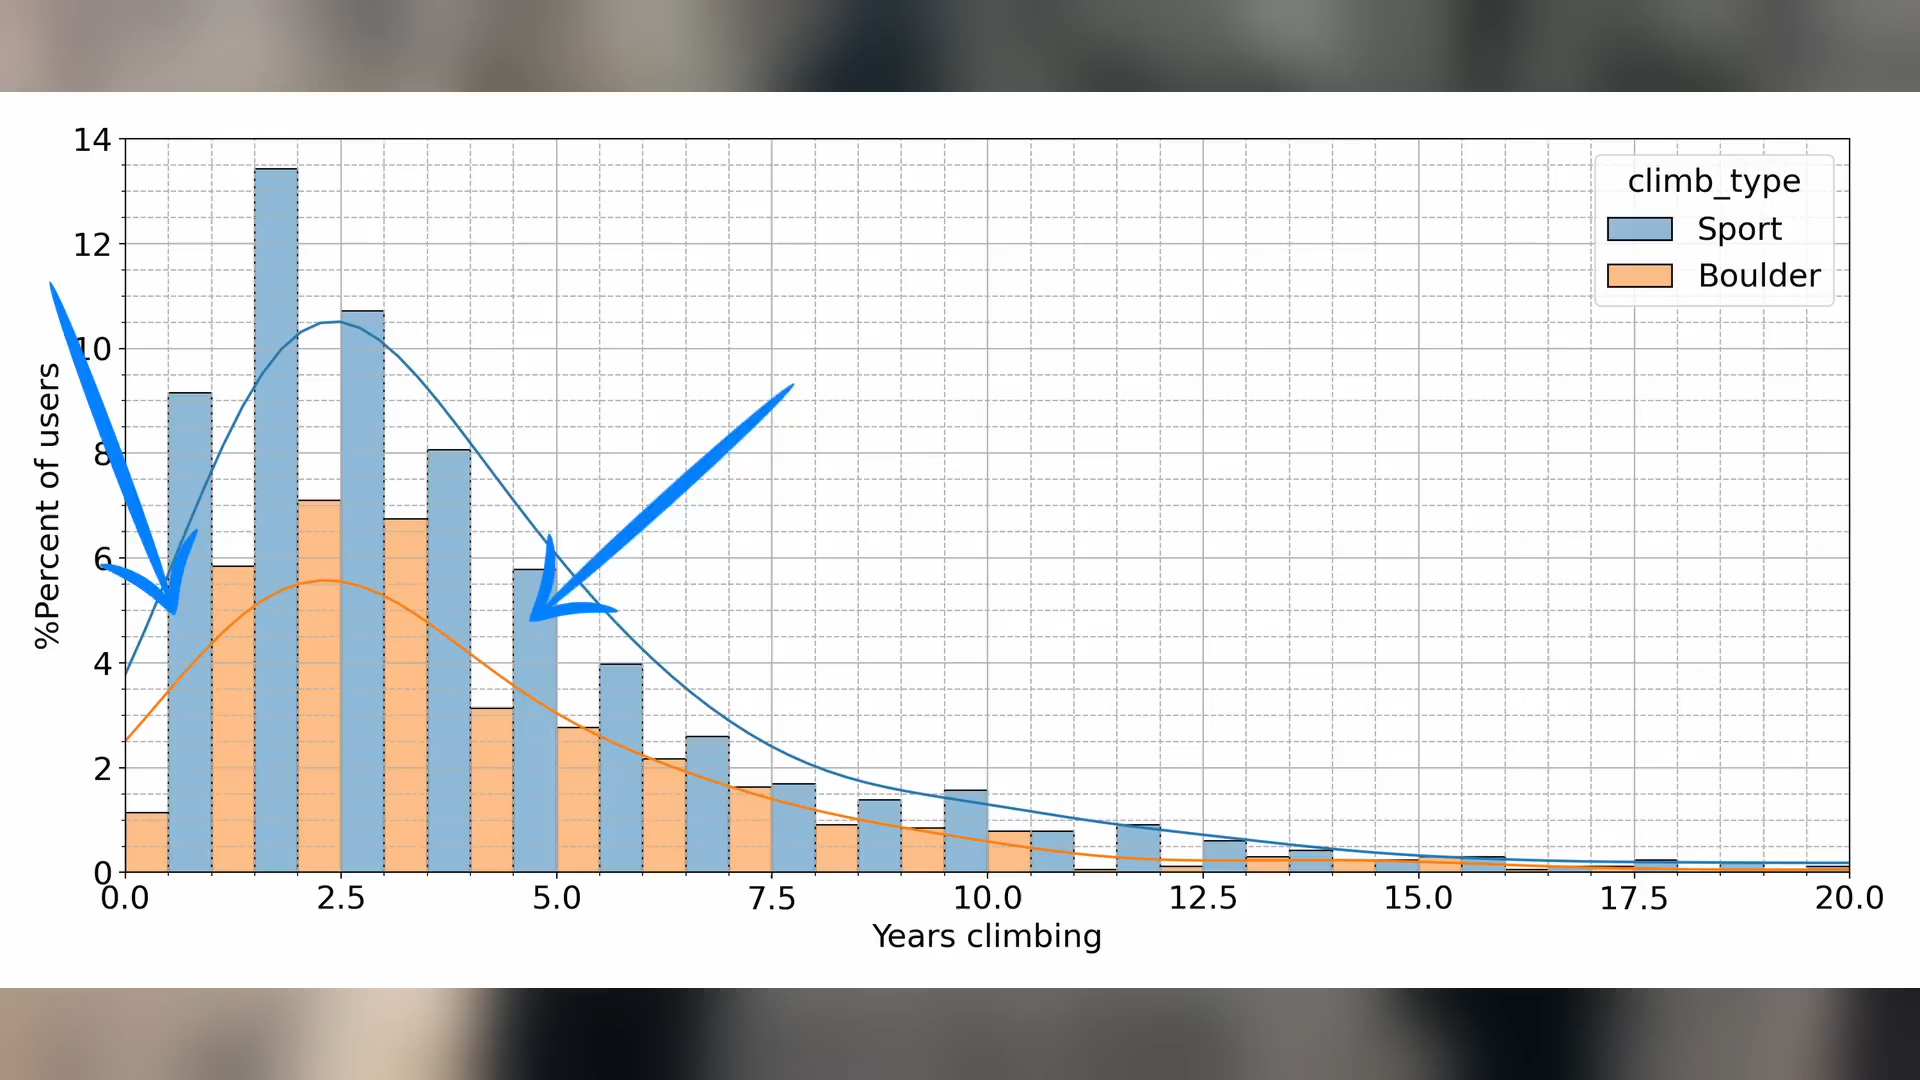 14
12
10
8
6
4
2
0
%Percent of users
climb_type
Sport
Boulder
0.0 2.5 5.0 7.5 10.0 12.5 15.0 17.5 20.0
Years climbing